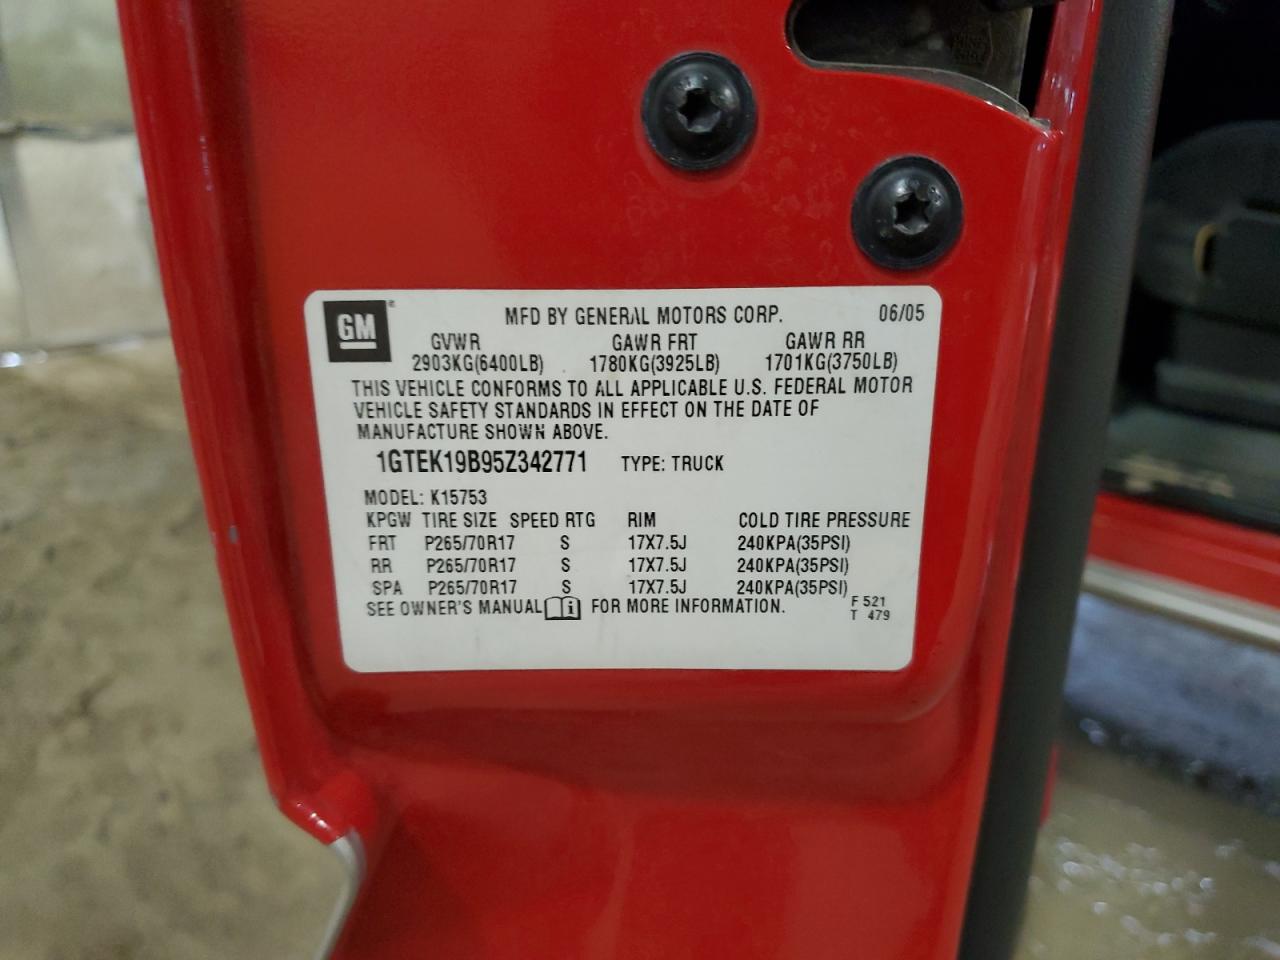 GM®
MFD BY GENERAL MOTORS CORP. 06/05
GVWR GAWR FRT GAWR RR
2903KG(6400LB) 1780KG(3925LB) 1701KG(3750LB)
THIS VEHICLE CONFORMS TO ALL APPLICABLE U.S. FEDERAL MOTOR
VEHICLE SAFETY STANDARDS IN EFFECT ON THE DATE OF
MANUFACTURE SHOWN ABOVE.
1GTEK19B95Z342771 TYPE: TRUCK
MODEL: K15753
KPGW TIRE SIZE SPEED RTG RIM COLD TIRE PRESSURE
FRT P265/70R17 S 17X7.5J 240KPA(35PSI)
RR P265/70R17 S 17X7.5J 240KPA(35PSI)
SPA P265/70R17 S 17X7.5J 240KPA(35PSI)
SEE OWNER'S MANUAL i FOR MORE INFORMATION. F 521
T 479